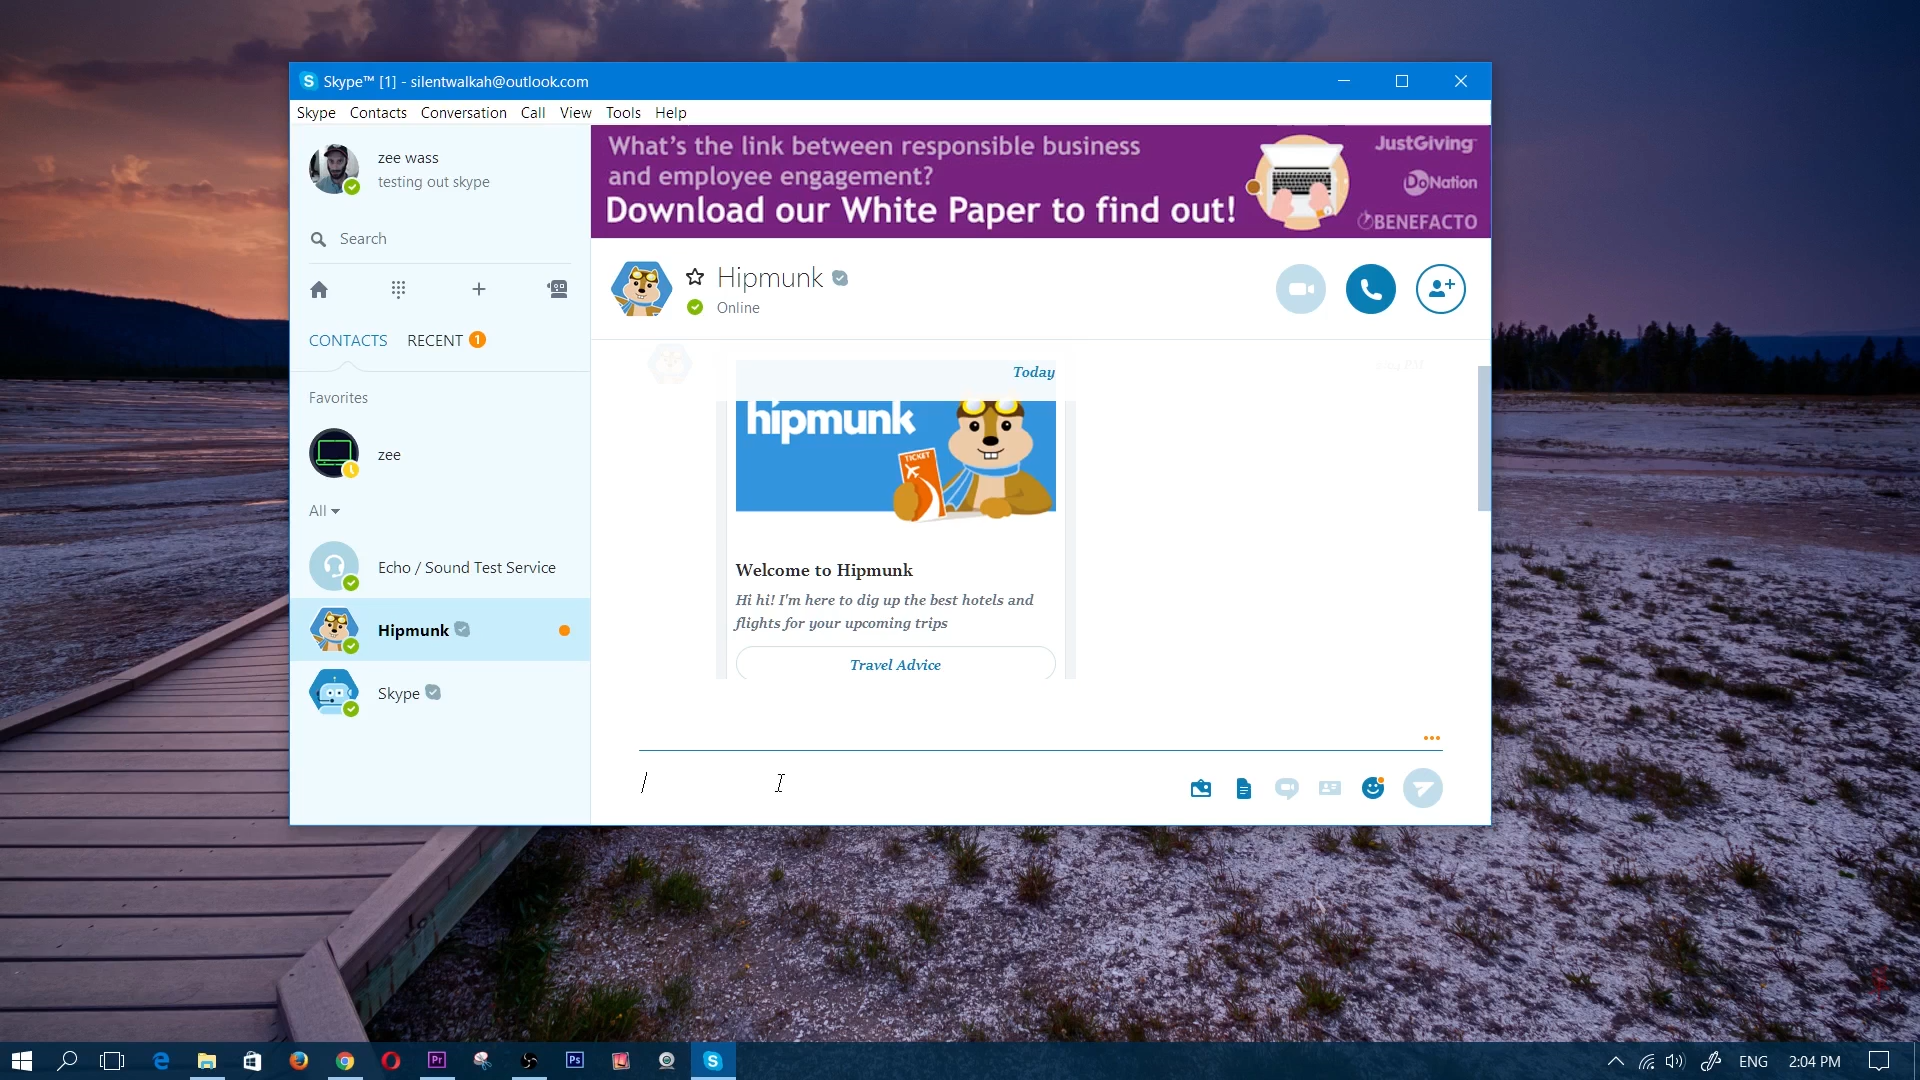 Skype™ [1] - silentwalkah@outlook.com
Skype Contacts Conversation Call View Tools Help
zee wass
testing out skype
Search
CONTACTS RECENT 1
Favorites
zee
All
Echo / Sound Test Service
Hipmunk
Skype
What's the link between responsible business
and employee engagement?
Download our White Paper to find out!
JustGiving™
DoNation
BENEFACTO
Hipmunk
Online
Today
hipmunk
TICKET
Welcome to Hipmunk
Hi hi! I'm here to dig up the best hotels and
flights for your upcoming trips
Travel Advice
Pr
Ps
ENG
2:04 PM